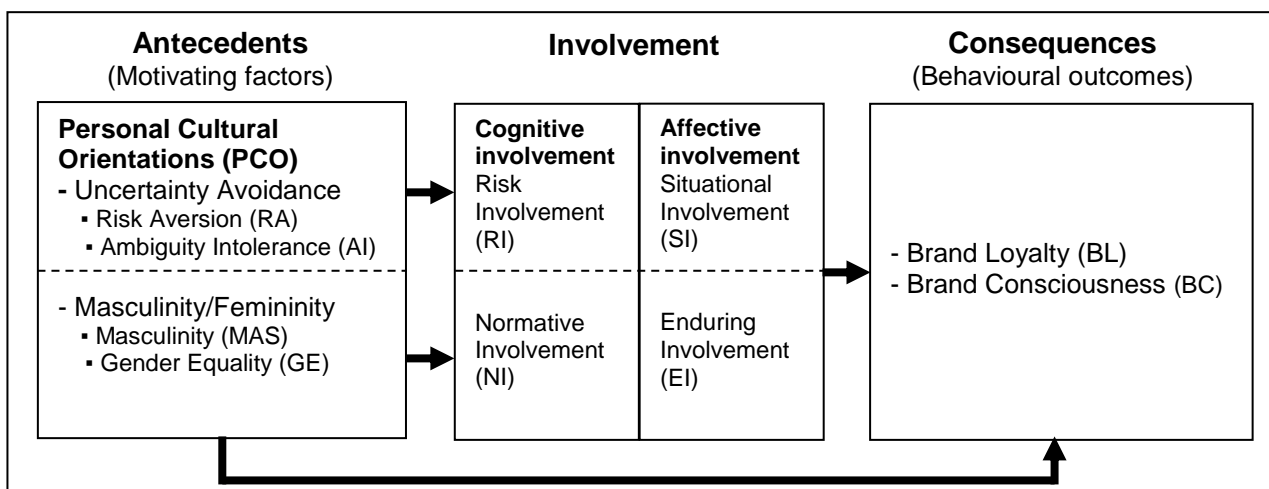 Antecedents
(Motivating factors)
Involvement
Consequences
(Behavioural outcomes)
Personal Cultural
Orientations (PCO)
- Uncertainty Avoidance
▪ Risk Aversion (RA)
▪ Ambiguity Intolerance (AI)
- Masculinity/Femininity
▪ Masculinity (MAS)
▪ Gender Equality (GE)
Cognitive
involvement
Risk
Involvement
(RI)
Normative
Involvement
(NI)
Affective
involvement
Situational
Involvement
(SI)
Enduring
Involvement
(EI)
- Brand Loyalty (BL)
- Brand Consciousness (BC)